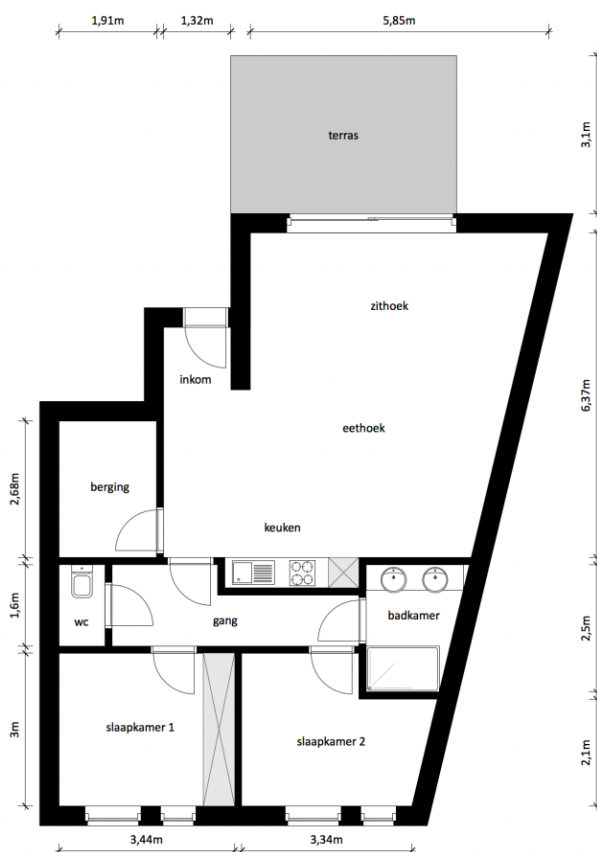 1,91m
1,32m
5,85m
terras
3,1m
zithoek
inkom
6,37m
eethoek
2,68m
berging
keuken
1,6m
wc
gang
badkamer
2,5m
3m
slaapkamer 1
slaapkamer 2
2,1m
3,44m
3,34m